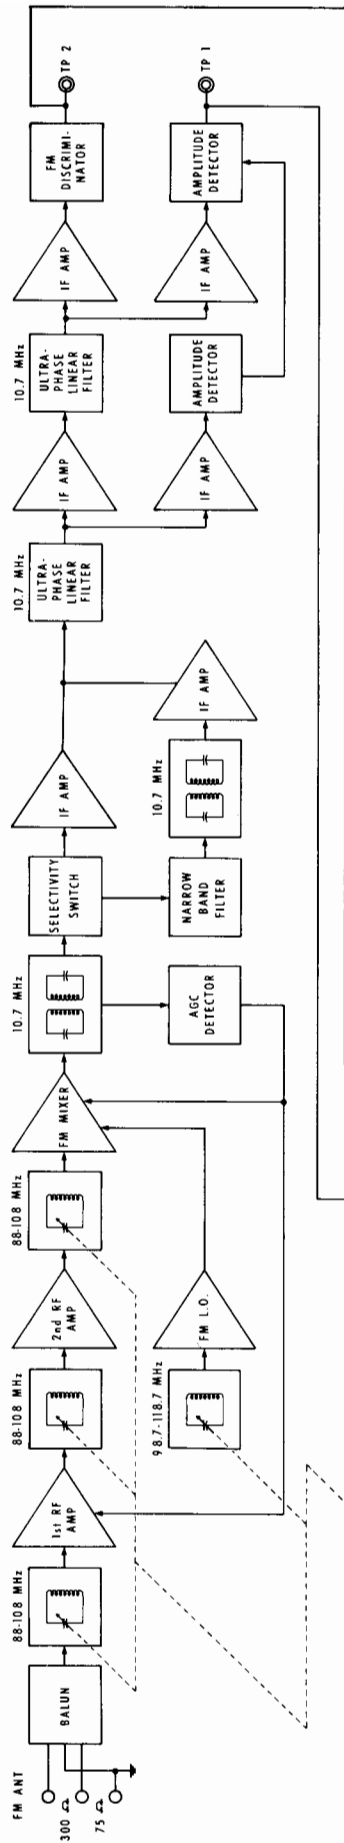 FM ANT
300 Ω
75 Ω
BALUN
88-108 MHz
1st RF
AMP
88-108 MHz
2nd RF
AMP
88-108 MHz
FM MIXER
98.7-118.7 MHz
FM L.O.
10.7 MHz
AGC
DETECTOR
SELECTIVITY
SWITCH
NARROW
BAND
FILTER
IF AMP
10.7 MHz
IF AMP
10.7 MHz
ULTRA-
PHASE
LINEAR
FILTER
IF AMP
IF AMP
10.7 MHz
ULTRA-
PHASE
LINEAR
FILTER
AMPLITUDE
DETECTOR
IF AMP
IF AMP
FM
DISCRIMI-
NATOR
AMPLITUDE
DETECTOR
TP 2
TP 1